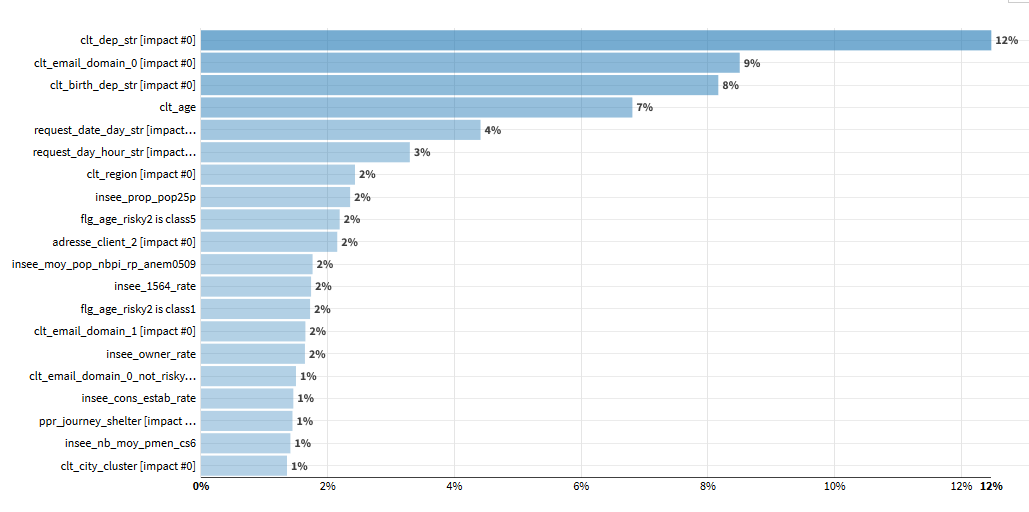 clt_dep_str [impact #0] 12%
clt_email_domain_0 [impact #0] 9%
clt_birth_dep_str [impact #0] 8%
clt_age 7%
request_date_day_str [impact... 4%
request_day_hour_str [impact... 3%
clt_region [impact #0] 2%
insee_prop_pop25p 2%
flg_age_risky2 is class5 2%
adresse_client_2 [impact #0] 2%
insee_moy_pop_nbpi_rp_anem0509 2%
insee_1564_rate 2%
flg_age_risky2 is class1 2%
clt_email_domain_1 [impact #0] 2%
insee_owner_rate 2%
clt_email_domain_0_not_risky... 1%
insee_cons_estab_rate 1%
ppr_journey_shelter [impact ... 1%
insee_nb_moy_pmen_cs6 1%
clt_city_cluster [impact #0] 1%
0% 2% 4% 6% 8% 10% 12% 12%